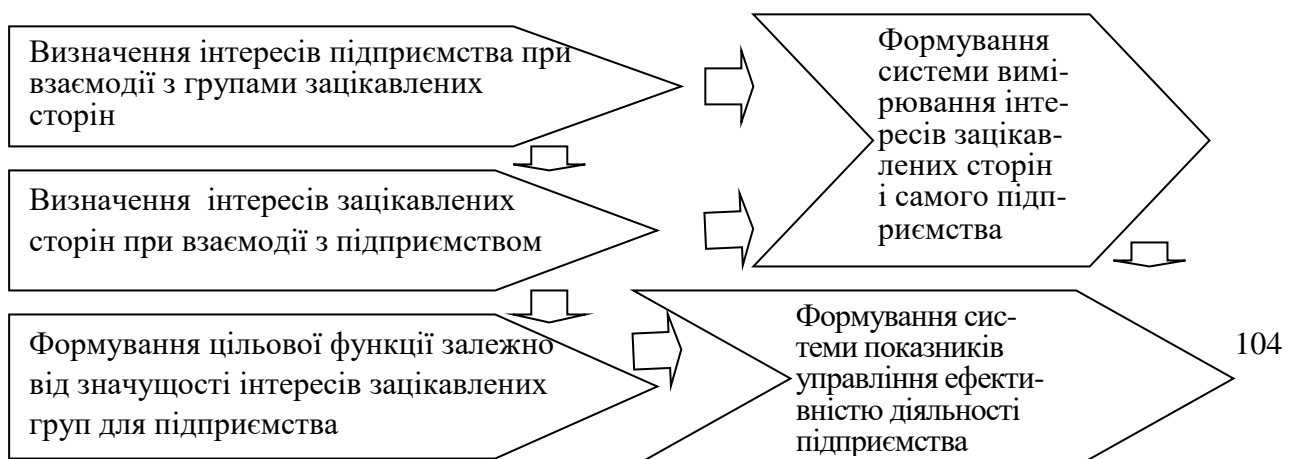 Визначення інтересів підприємства при
взаємодії з групами зацікавлених
сторін
Формування
системи вимі-
рювання інте-
ресів зацікав-
лених сторін
і самого підп-
риємства
Визначення  інтересів зацікавлених
сторін при взаємодії з підприємством
Формування цільової функції залежно
від значущості інтересів зацікавлених
груп для підприємства
Формування сис-
теми показників
управління ефекти-
вністю діяльності
підприємства
104